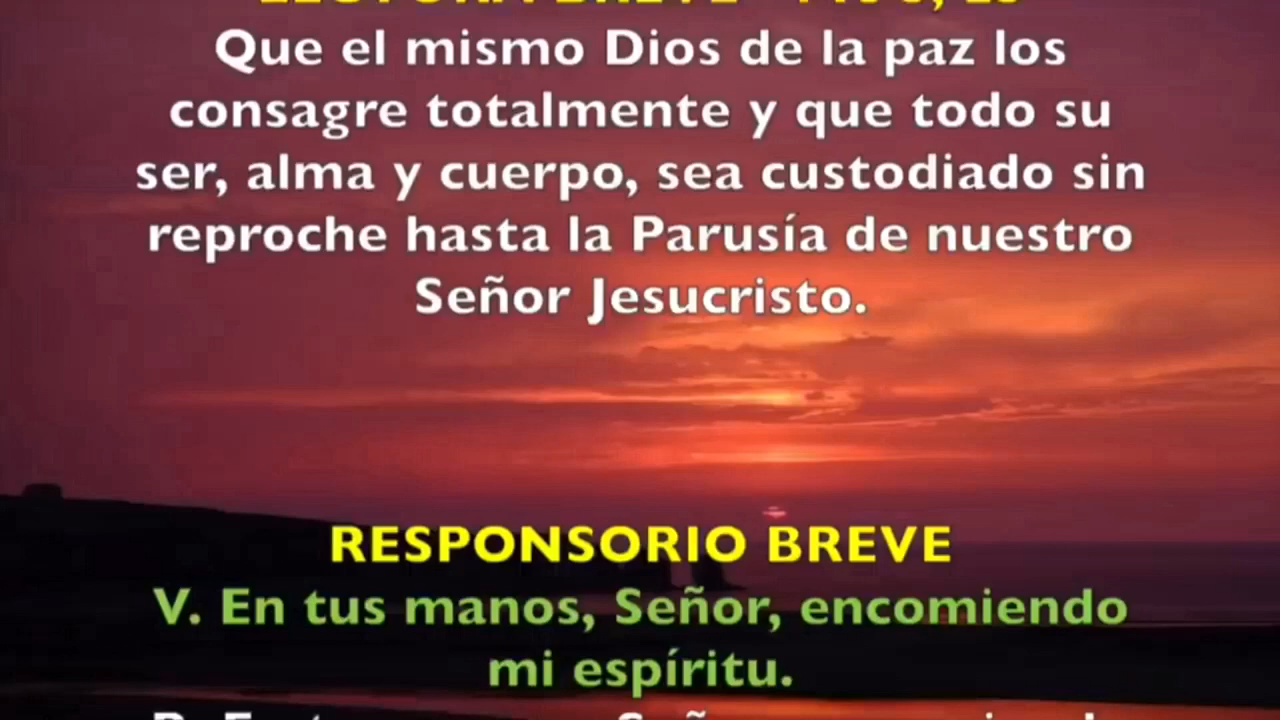 Que el mismo Dios de la paz los
consagre totalmente y que todo su
ser, alma y cuerpo, sea custodiado sin
reproche hasta la Parusía de nuestro
Señor Jesucristo.
RESPONSORIO BREVE
V. En tus manos, Señor, encomiendo
mi espíritu.